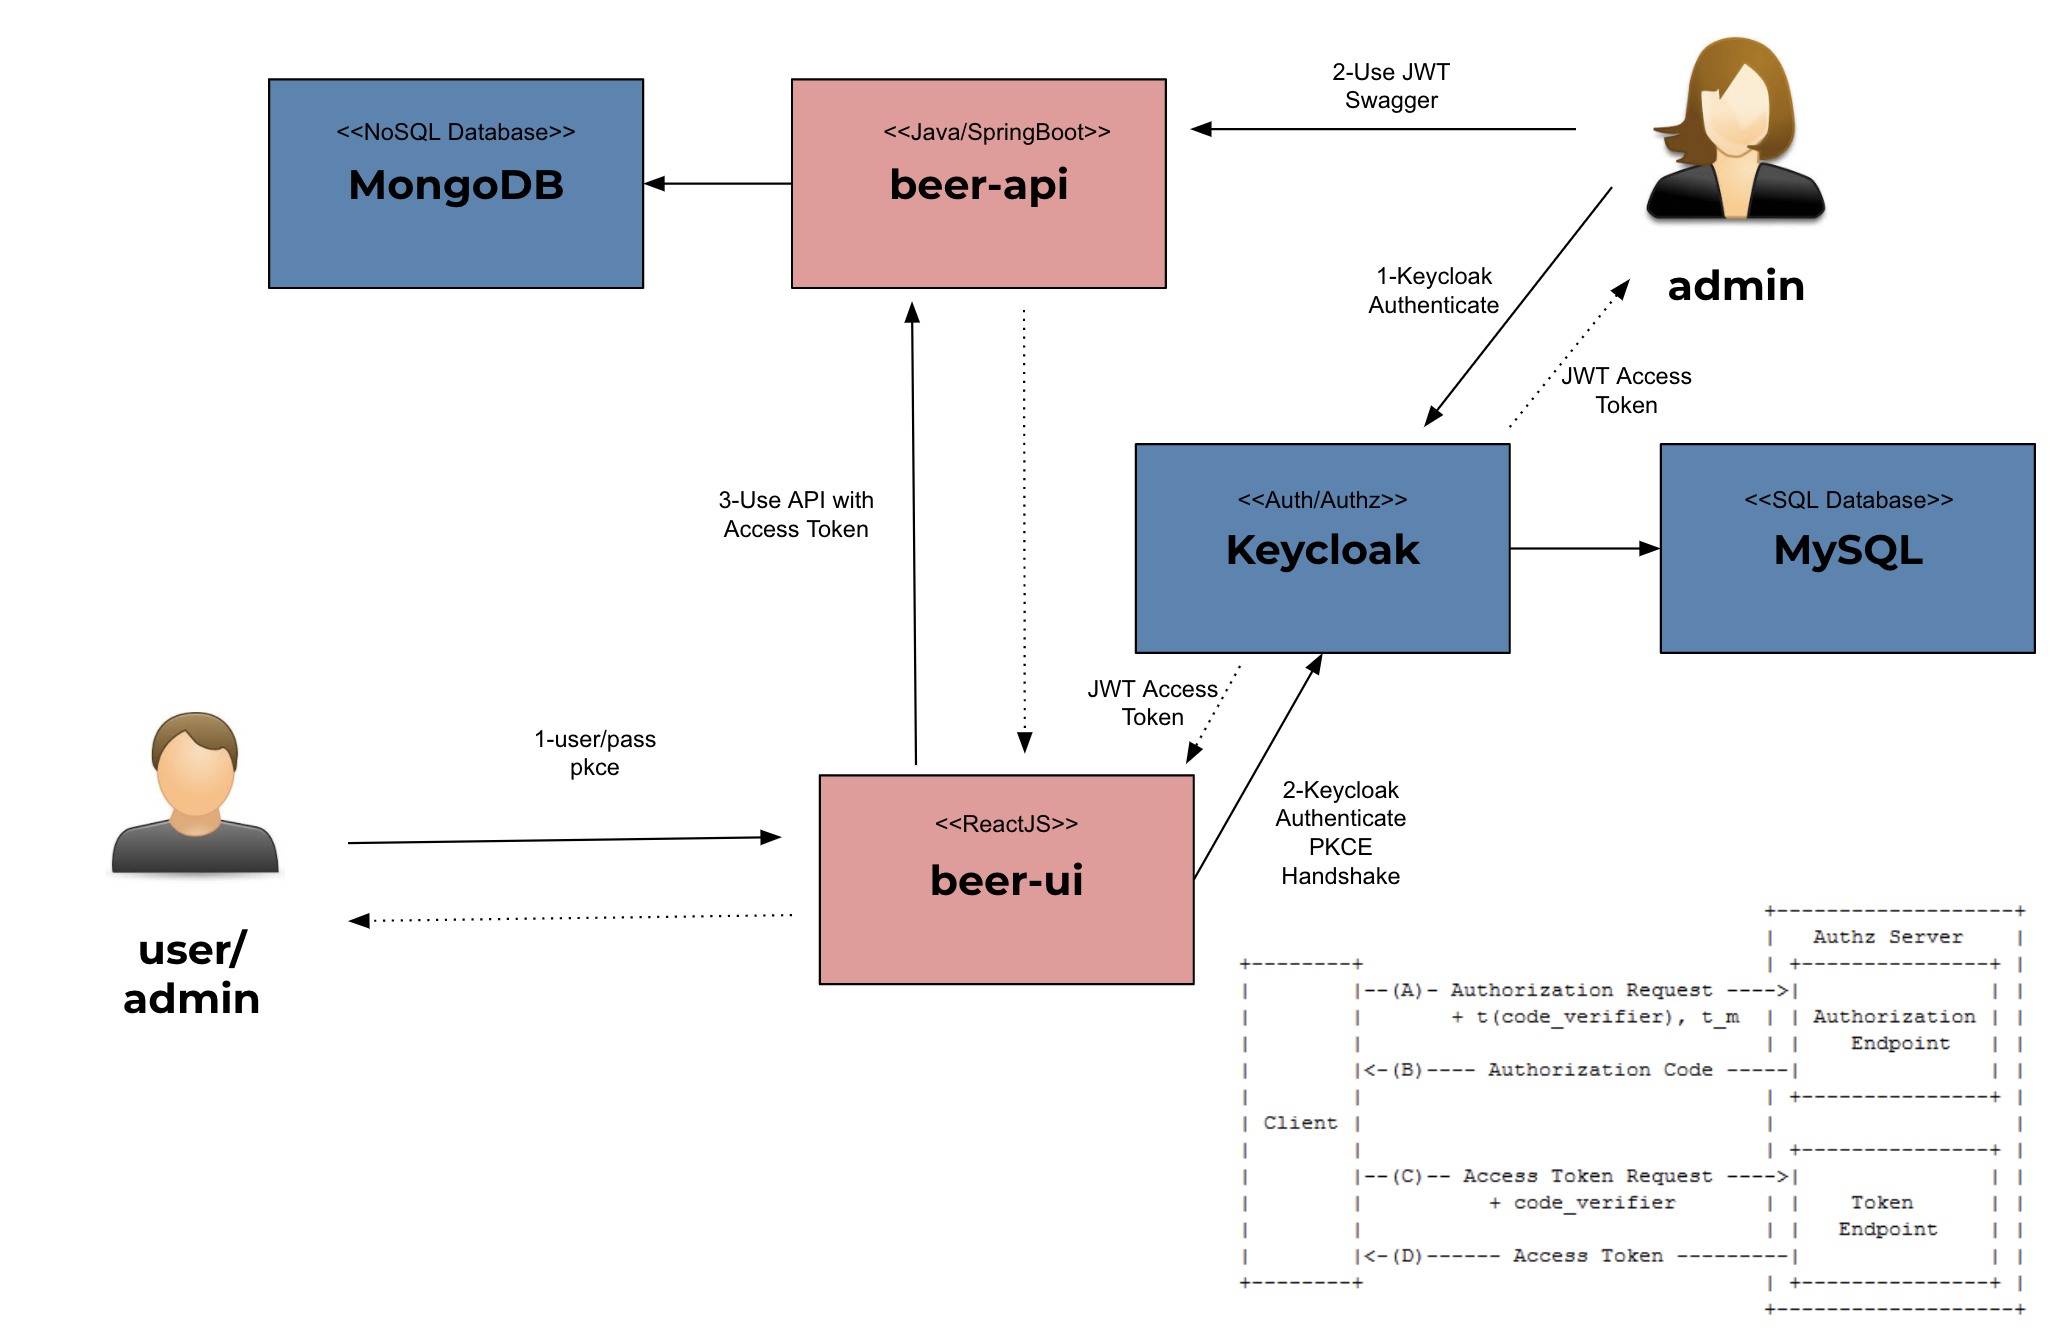 2-Use JWT
Swagger
<<NoSQL Database>>
MongoDB
<<Java/SpringBoot>>
beer-api
1-Keycloak
Authenticate
admin
JWT Access
Token
3-Use API with
Access Token
<<Auth/Authz>>
Keycloak
<<SQL Database>>
MySQL
JWT Access
Token
1-user/pass
pkce
<<ReactJS>>
beer-ui
2-Keycloak
Authenticate
PKCE
Handshake
user/
admin
+-------------------+
|   Authz Server    |
+--------+                                | +---------------+ |
|        |--(A)- Authorization Request ---->|               | |
|        |       + t(code_verifier), t_m  | | Authorization | |
|        |                                | |    Endpoint   | |
|        |<-(B)---- Authorization Code -----|               | |
|        |                                | +---------------+ |
| Client |                                |                   |
|        |                                | +---------------+ |
|        |--(C)-- Access Token Request ---->|               | |
|        |          + code_verifier       | |    Token      | |
|        |                                | |   Endpoint    | |
|        |<-(D)------ Access Token ---------|               | |
+--------+                                | +---------------+ |
+-------------------+